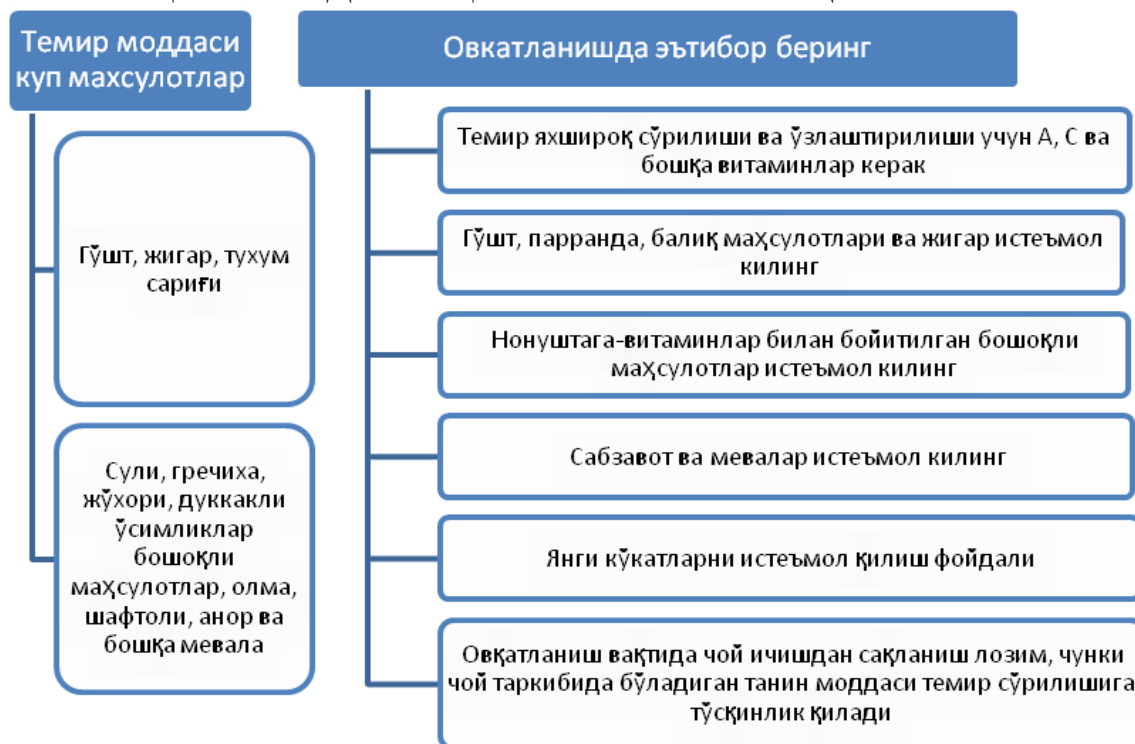 Темир моддаси
куп махсулотлар
Гўшт, жигар, тухум
сариғи
Сули, гречиха,
жўхори, дуккакли
ўсимликлар
бошоқли
маҳсулотлар, олма,
шафтоли, анор ва
бошқа мевала
Овкатланишда эътибор беринг
Темир яхшироқ сўрилиши ва ўзлаштирилиши учун А, С ва
бошқа витаминлар керак
Гўшт, парранда, балиқ маҳсулотлари ва жигар истеъмол
килинг
Нонуштага-витаминлар билан бойитилган бошоқли
маҳсулотлар истеъмол килинг
Сабзавот ва мевалар истеъмол килинг
Янги кўкатларни истеъмол қилиш фойдали
Овқатланиш вақтида чой ичишдан сақланиш лозим, чунки
чой таркибида бўладиган танин моддаси темир сўрилишига
тўсқинлик қилади